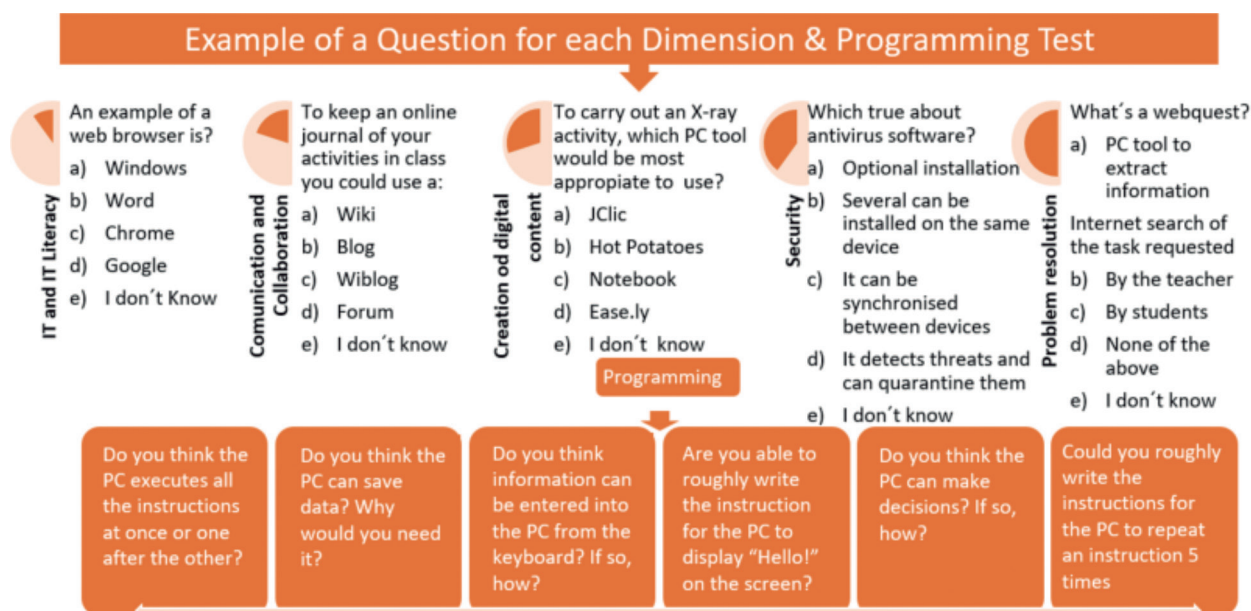 Example of a Question for each Dimension & Programming Test
IT and IT Literacy
An example of a
web browser is?
a) Windows
b) Word
c) Chrome
d) Google
e) I don´t Know
Comunication and
Collaboration
To keep an online
journal of your
activities in class
you could use a:
a) Wiki
b) Blog
c) Wiblog
d) Forum
e) I don´t know
Creation od digital
content
To carry out an X-ray
activity, which PC tool
would be most
appropiate to use?
a) JClic
b) Hot Potatoes
c) Notebook
d) Ease.ly
e) I don´t know
Security
Which true about
antivirus software?
a) Optional installation
b) Several can be
installed on the same
device
c) It can be
synchronised
between devices
d) It detects threats and
can quarantine them
e) I don´t know
Problem resolution
What´s a webquest?
a) PC tool to
extract
information
Internet search of
the task requested
b) By the teacher
c) By students
d) None of the
above
e) I don´t know
Programming
Do you think the
PC executes all
the instructions
at once or one
after the other?
Do you think the
PC can save
data? Why
would you need
it?
Do you think
information can
be entered into
the PC from the
keyboard? If so,
how?
Are you able to
roughly write
the instruction
for the PC to
display “Hello!”
on the screen?
Do you think the
PC can make
decisions? If so,
how?
Could you roughly
write the
instructions for
the PC to repeat
an instruction 5
times